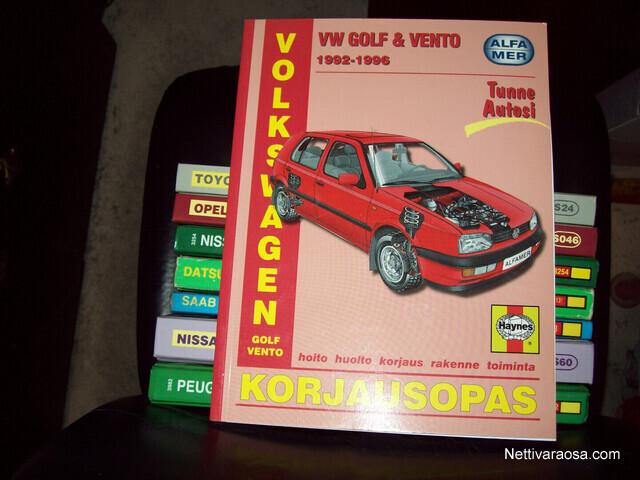 VW GOLF & VENTO
1992-1996
ALFA
MER
Tunne
Autosi
VOLKSWAGEN
GOLF
VENTO
ALFAMER
Haynes
hoito huolto korjaus rakenne toiminta
KORJAUSOPAS
TOYO
OPEL
NISS
DATSU
SAAB
NISSA
PEUG
S24
S046
3254
S60
Nettivaraosa.com